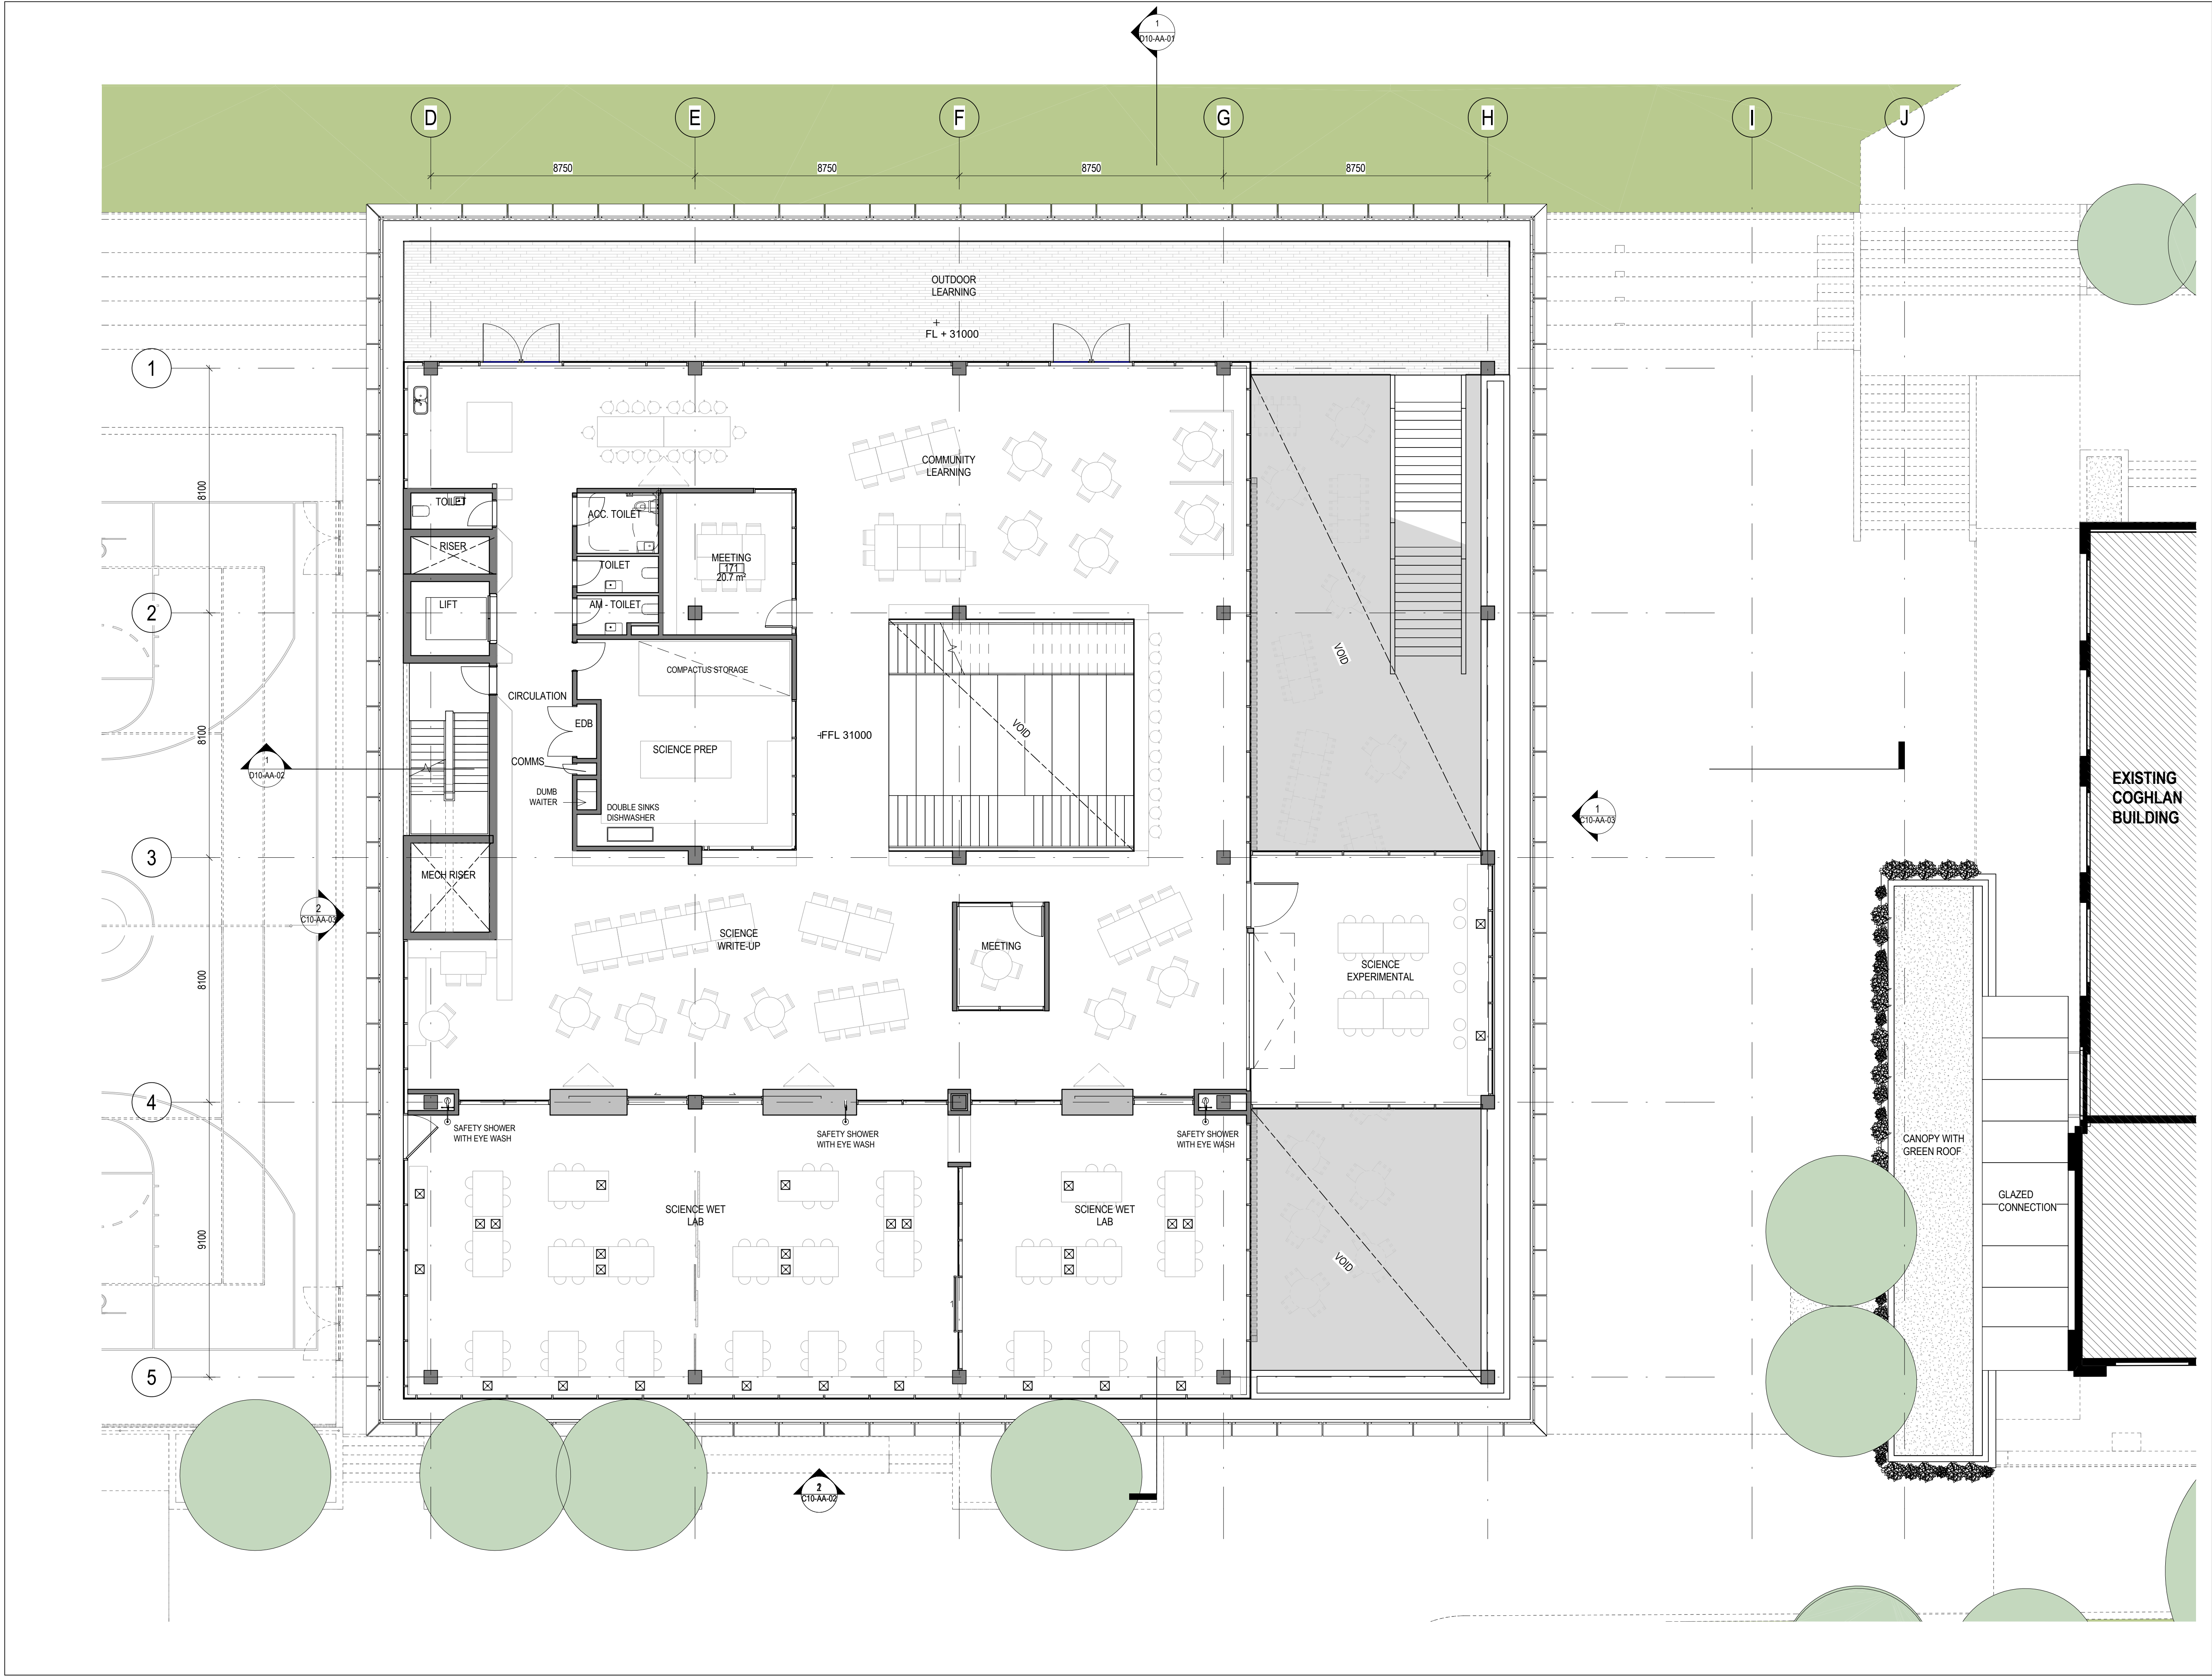 1
D10-AA-01
D
E
F
G
H
I
J
8750
8750
8750
8750
OUTDOOR
LEARNING
FL + 31000
1
COMMUNITY
LEARNING
8100
TOILET
ACC. TOILET
RISER
MEETING
171
20.7 m²
TOILET
LIFT
AM - TOILET
2
VOID
COMPACTUS STORAGE
CIRCULATION
EDB
VOID
8100
FFL 31000
SCIENCE PREP
COMMS
1
D10-AA-02
DUMB
WAITER
DOUBLE SINKS
DISHWASHER
EXISTING
COGHLAN
BUILDING
1
C10-AA-03
3
MECH RISER
2
C10-AA-03
SCIENCE
WRITE-UP
MEETING
SCIENCE
EXPERIMENTAL
8100
4
SAFETY SHOWER
WITH EYE WASH
SAFETY SHOWER
WITH EYE WASH
SAFETY SHOWER
WITH EYE WASH
CANOPY WITH
GREEN ROOF
GLAZED
CONNECTION
SCIENCE WET
LAB
SCIENCE WET
LAB
9100
VOID
5
2
C10-AA-02